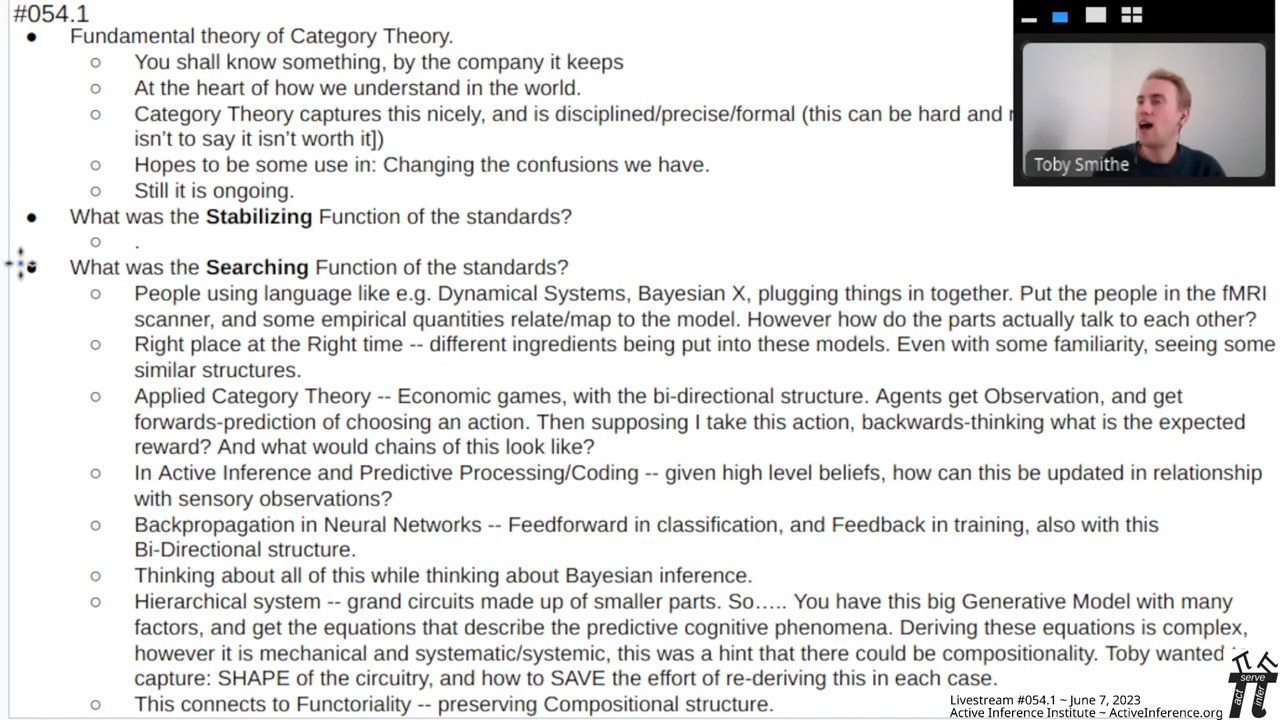 #054.1
● Fundamental theory of Category Theory.
○ You shall know something, by the company it keeps
○ At the heart of how we understand in the world.
○ Category Theory captures this nicely, and is disciplined/precise/formal (this can be hard and
isn't to say it isn't worth it])
○ Hopes to be some use in: Changing the confusions we have.
○ Still it is ongoing.
● What was the Stabilizing Function of the standards?
○ .
● What was the Searching Function of the standards?
○ People using language like e.g. Dynamical Systems, Bayesian X, plugging things in together. Put the people in the fMRI
scanner, and some empirical quantities relate/map to the model. However how do the parts actually talk to each other?
○ Right place at the Right time -- different ingredients being put into these models. Even with some familiarity, seeing some
similar structures.
○ Applied Category Theory -- Economic games, with the bi-directional structure. Agents get Observation, and get
forwards-prediction of choosing an action. Then supposing I take this action, backwards-thinking what is the expected
reward? And what would chains of this look like?
○ In Active Inference and Predictive Processing/Coding -- given high level beliefs, how can this be updated in relationship
with sensory observations?
○ Backpropagation in Neural Networks -- Feedforward in classification, and Feedback in training, also with this
Bi-Directional structure.
○ Thinking about all of this while thinking about Bayesian inference.
○ Hierarchical system -- grand circuits made up of smaller parts. So….. You have this big Generative Model with many
factors, and get the equations that describe the predictive cognitive phenomena. Deriving these equations is complex,
however it is mechanical and systematic/systemic, this was a hint that there could be compositionality. Toby wanted
capture: SHAPE of the circuitry, and how to SAVE the effort of re-deriving this in each case.
○ This connects to Functoriality -- preserving Compositional structure.
Toby Smithe
act serve infer
Livestream #054.1 ~ June 7, 2023
Active Inference Institute ~ ActiveInference.org